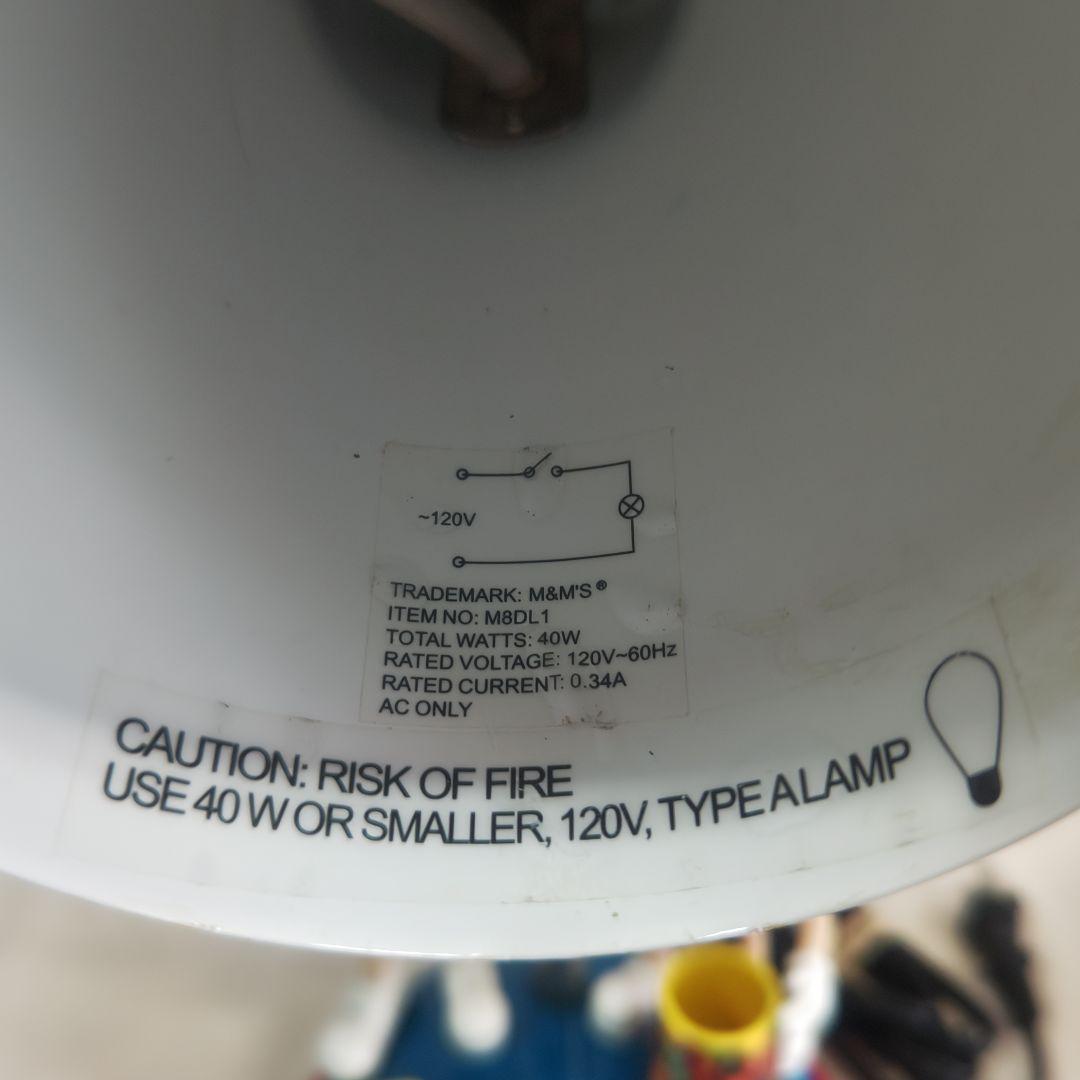 ~120V
TRADEMARK: M&M'S®
ITEM NO: M8DL1
TOTAL WATTS: 40W
RATED VOLTAGE: 120V~60Hz
RATED CURRENT: 0.34A
AC ONLY
CAUTION: RISK OF FIRE
USE 40 W OR SMALLER, 120V, TYPE A LAMP